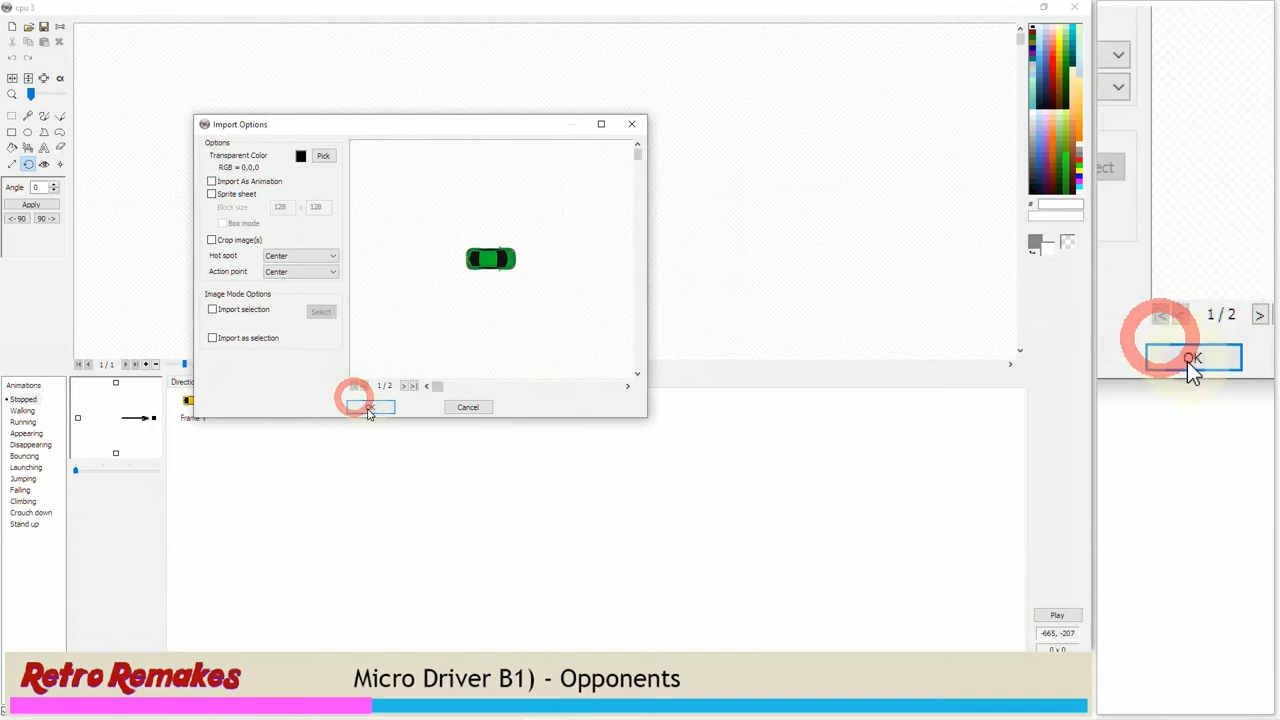 cpu 3
Import Options
Options
Transparent Color
Pick
RGB = 0,0,0
Import As Animation
Sprite sheet
Block size
128 x 128
Box mode
Crop image(s)
Hot spot
Center
Action point
Center
Image Mode Options
Import selection
Select
Import as selection
1 / 2
OK
Cancel
Angle 0
Apply
<- 90
90 ->
#
1 / 1
Animations
Stopped
Walking
Running
Appearing
Disappearing
Bouncing
Launching
Jumping
Falling
Climbing
Crouch down
Stand up
Frame 1
Play
-665, -207
0 x 0
ect
1 / 2
OK
Retro Remakes
Micro Driver B1) - Opponents